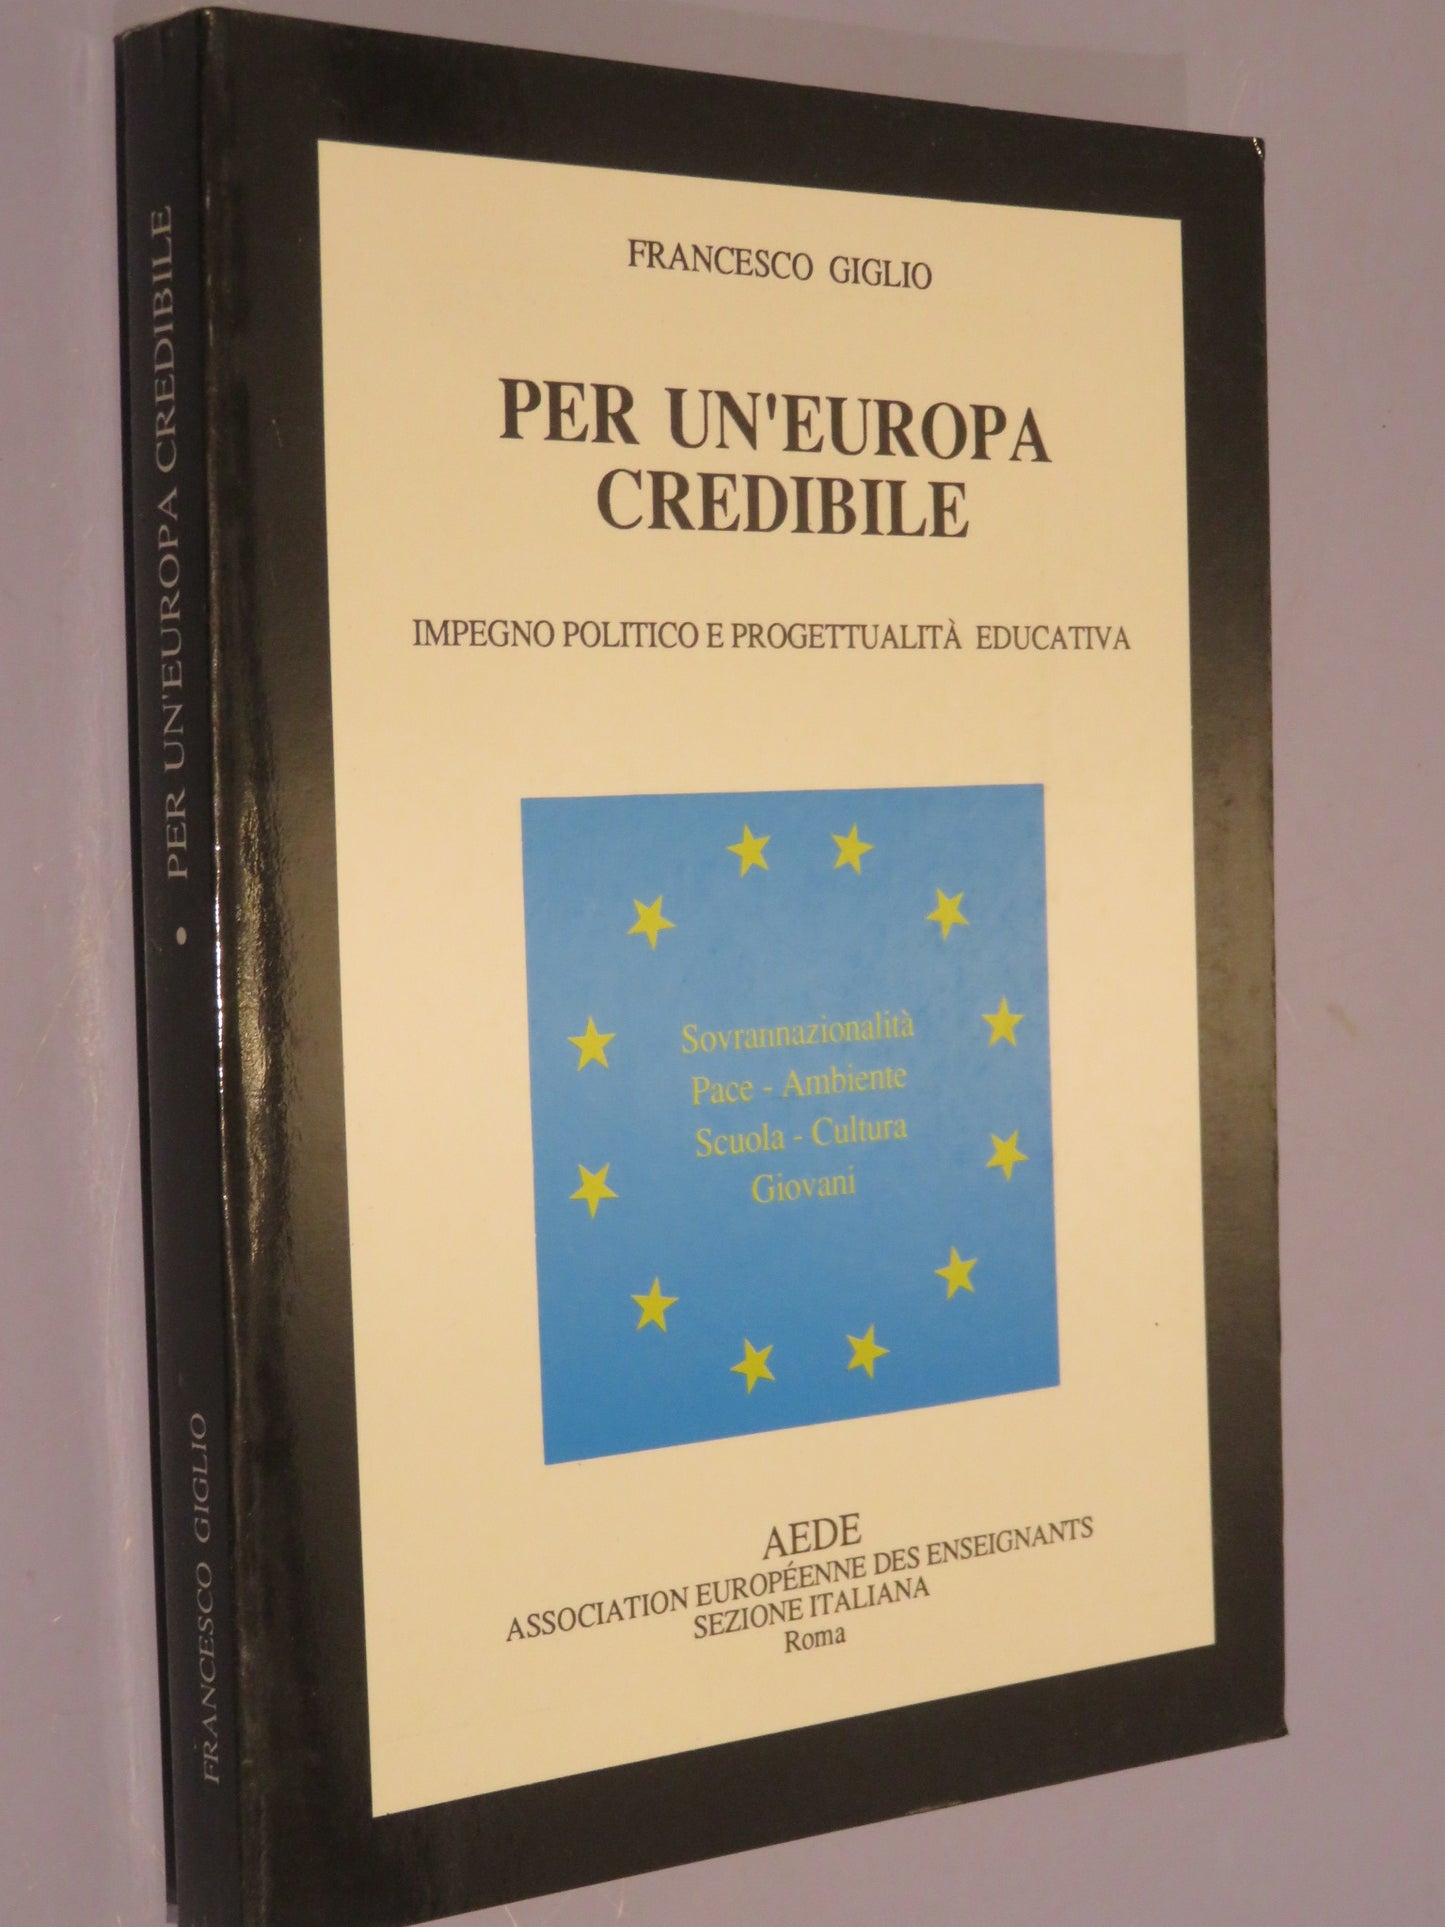 FRANCESCO GIGLIO
PER UN'EUROPA
CREDIBILE
IMPEGNO POLITICO E PROGETTUALITÀ EDUCATIVA
Sovrannazionalità
Pace - Ambiente
Scuola - Cultura
Giovani
AEDE
ASSOCIATION EUROPÉENNE DES ENSEIGNANTS
SEZIONE ITALIANA
Roma
FRANCESCO GIGLIO • PER UN'EUROPA CREDIBILE